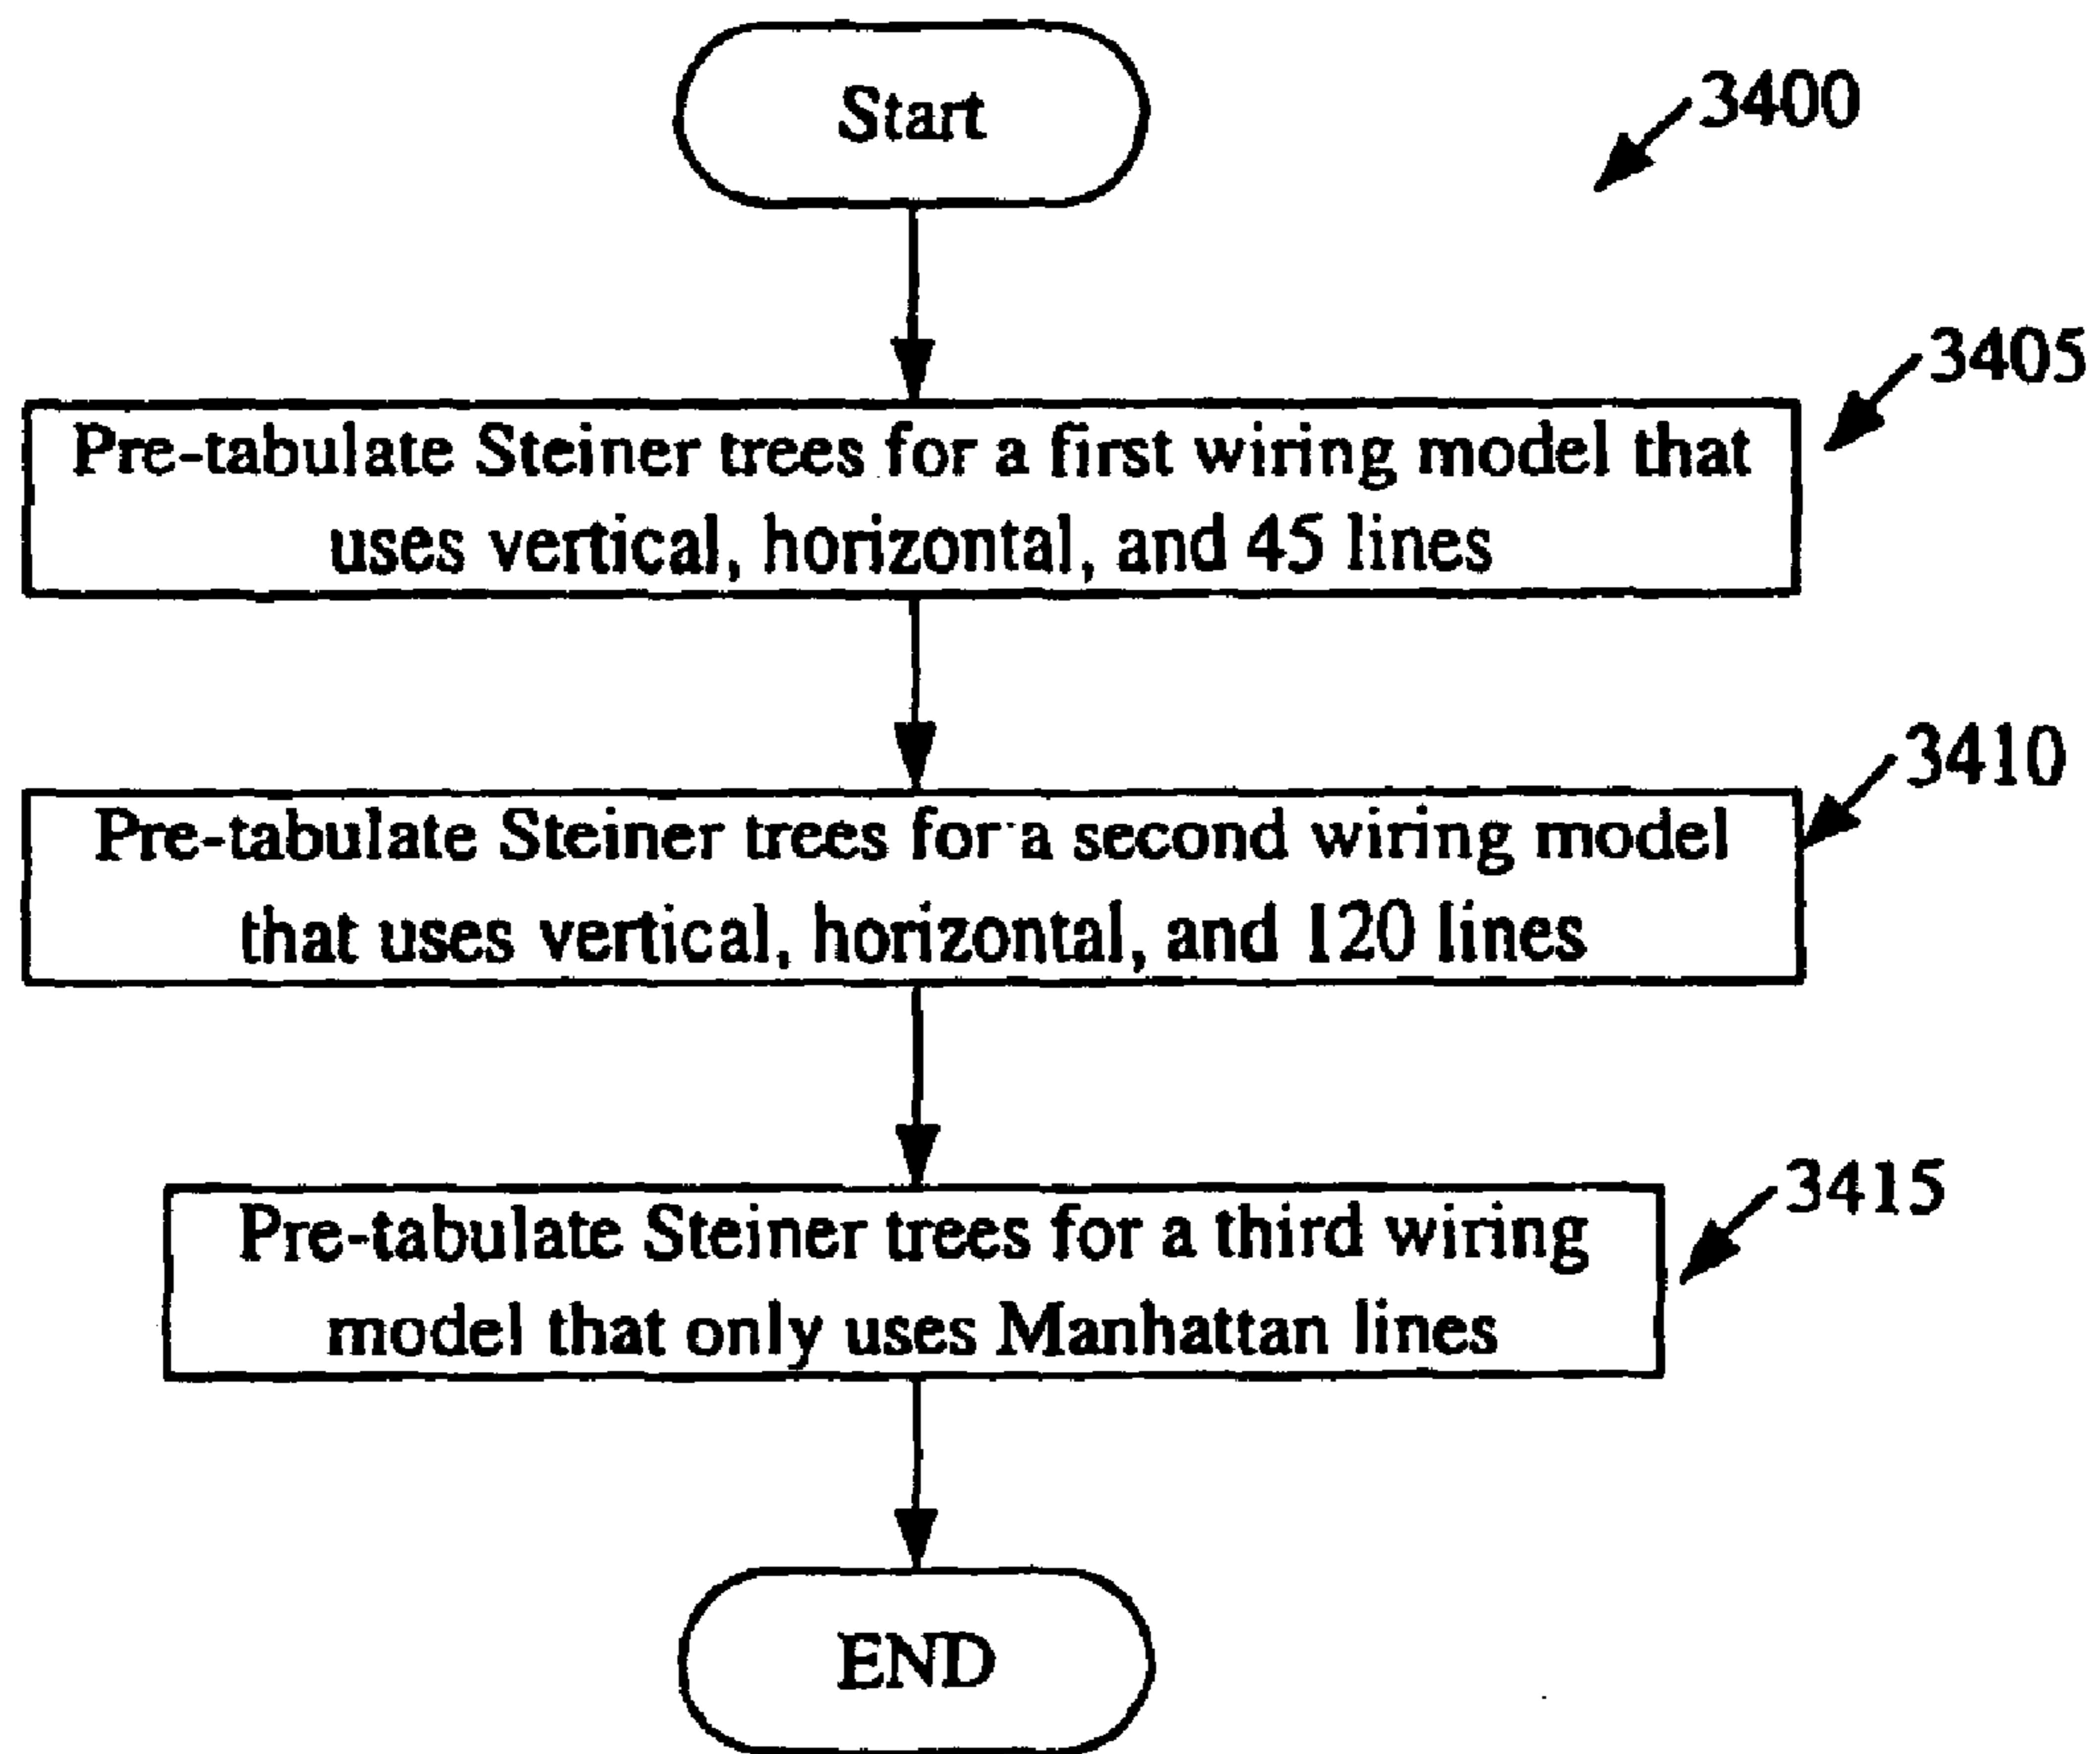 Start
3400
3405
Pre-tabulate Steiner trees for a first wiring model that
uses vertical, horizontal, and 45 lines
3410
Pre-tabulate Steiner trees for a second wiring model
that uses vertical, horizontal, and 120 lines
3415
Pre-tabulate Steiner trees for a third wiring
model that only uses Manhattan lines
END